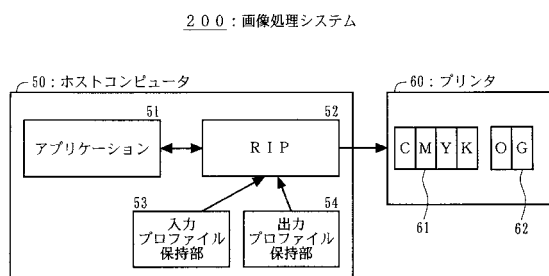 200：画像処理システム
50：ホストコンピュータ
60：プリンタ
51
52
アプリケーション
ＲＩＰ
C M Y K
O G
61
62
53
54
入力
プロファイル
保持部
出力
プロファイル
保持部